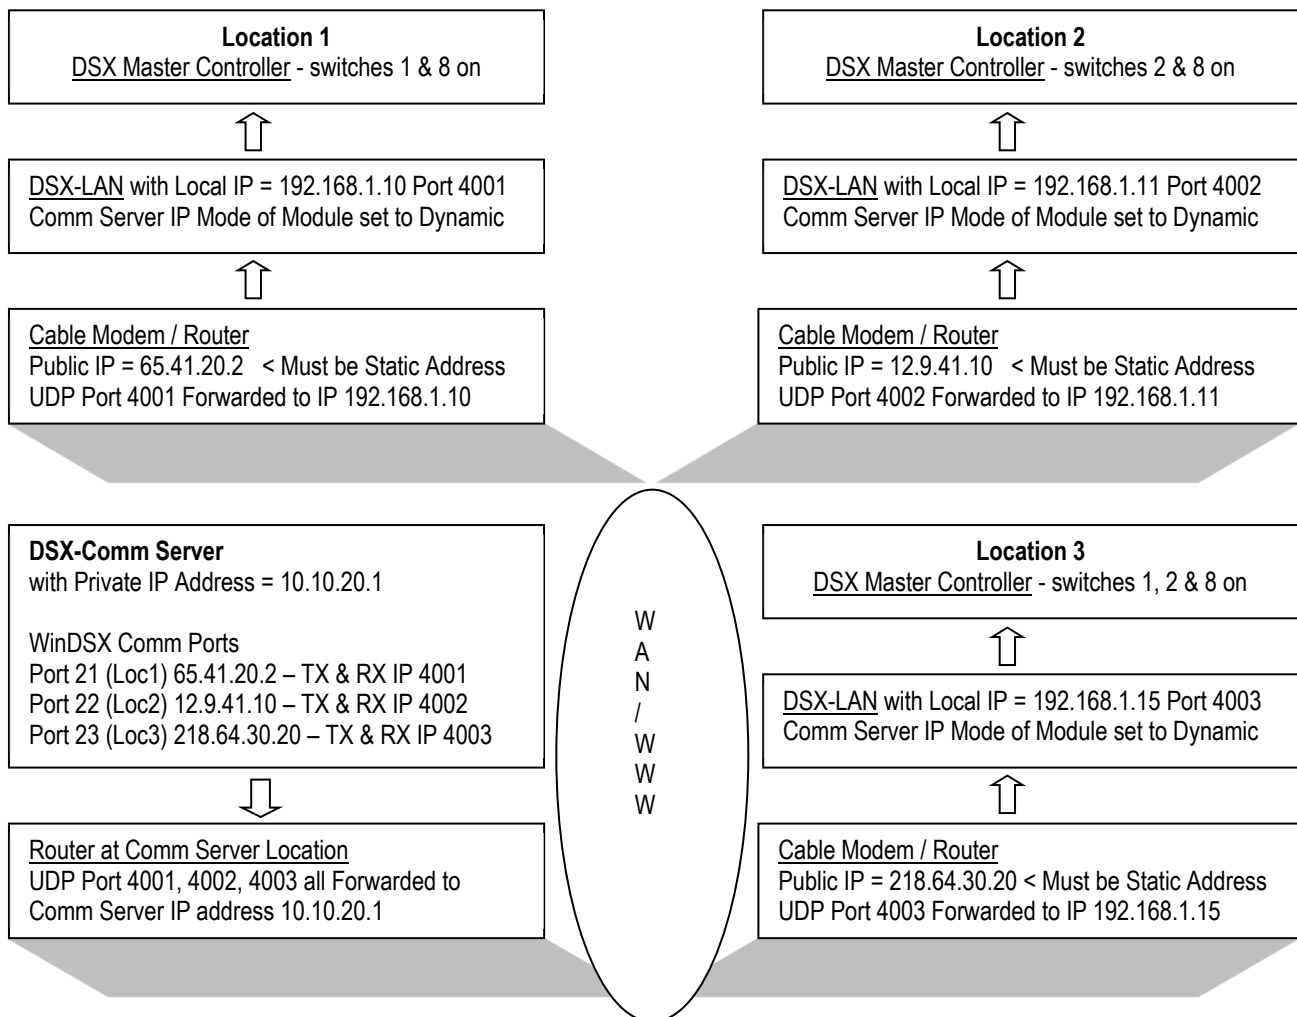 Location 1
DSX Master Controller - switches 1 & 8 on
DSX-LAN with Local IP = 192.168.1.10 Port 4001
Comm Server IP Mode of Module set to Dynamic
Cable Modem / Router
Public IP = 65.41.20.2 < Must be Static Address
UDP Port 4001 Forwarded to IP 192.168.1.10
Location 2
DSX Master Controller - switches 2 & 8 on
DSX-LAN with Local IP = 192.168.1.11 Port 4002
Comm Server IP Mode of Module set to Dynamic
Cable Modem / Router
Public IP = 12.9.41.10 < Must be Static Address
UDP Port 4002 Forwarded to IP 192.168.1.11
DSX-Comm Server
with Private IP Address = 10.10.20.1
WinDSX Comm Ports
Port 21 (Loc1) 65.41.20.2 – TX & RX IP 4001
Port 22 (Loc2) 12.9.41.10 – TX & RX IP 4002
Port 23 (Loc3) 218.64.30.20 – TX & RX IP 4003
Router at Comm Server Location
UDP Port 4001, 4002, 4003 all Forwarded to
Comm Server IP address 10.10.20.1
W
A
N
/
W
W
W
Location 3
DSX Master Controller - switches 1, 2 & 8 on
DSX-LAN with Local IP = 192.168.1.15 Port 4003
Comm Server IP Mode of Module set to Dynamic
Cable Modem / Router
Public IP = 218.64.30.20 < Must be Static Address
UDP Port 4003 Forwarded to IP 192.168.1.15